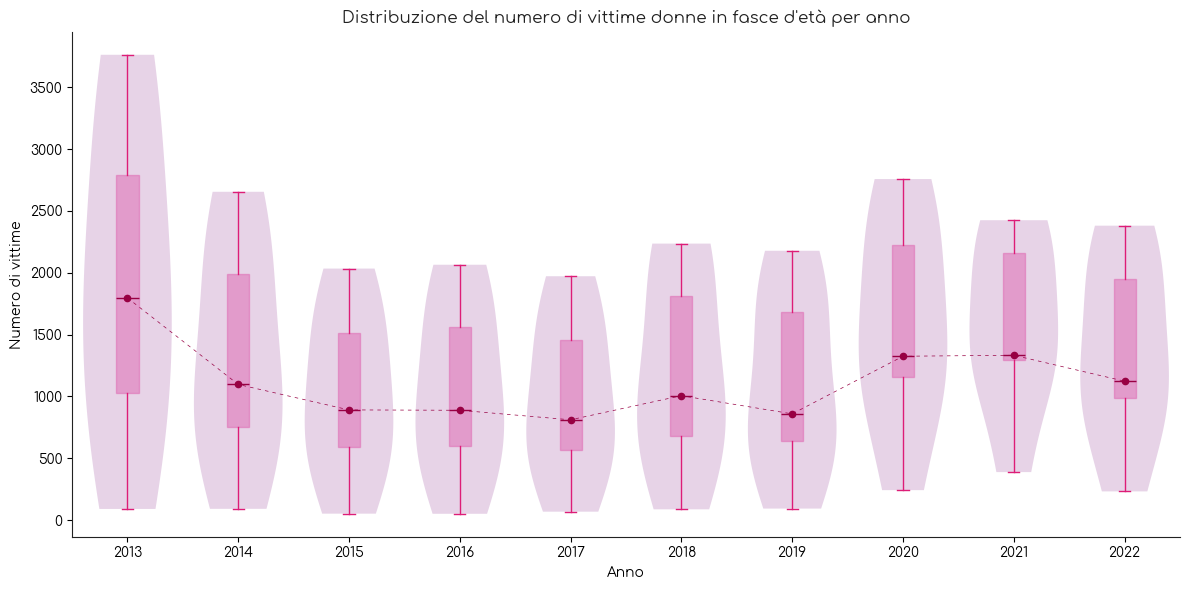 Distribuzione del numero di vittime donne in fasce d'età per anno
Numero di vittime
3500
3000
2500
2000
1500
1000
500
0
2013 2014 2015 2016 2017 2018 2019 2020 2021 2022
Anno